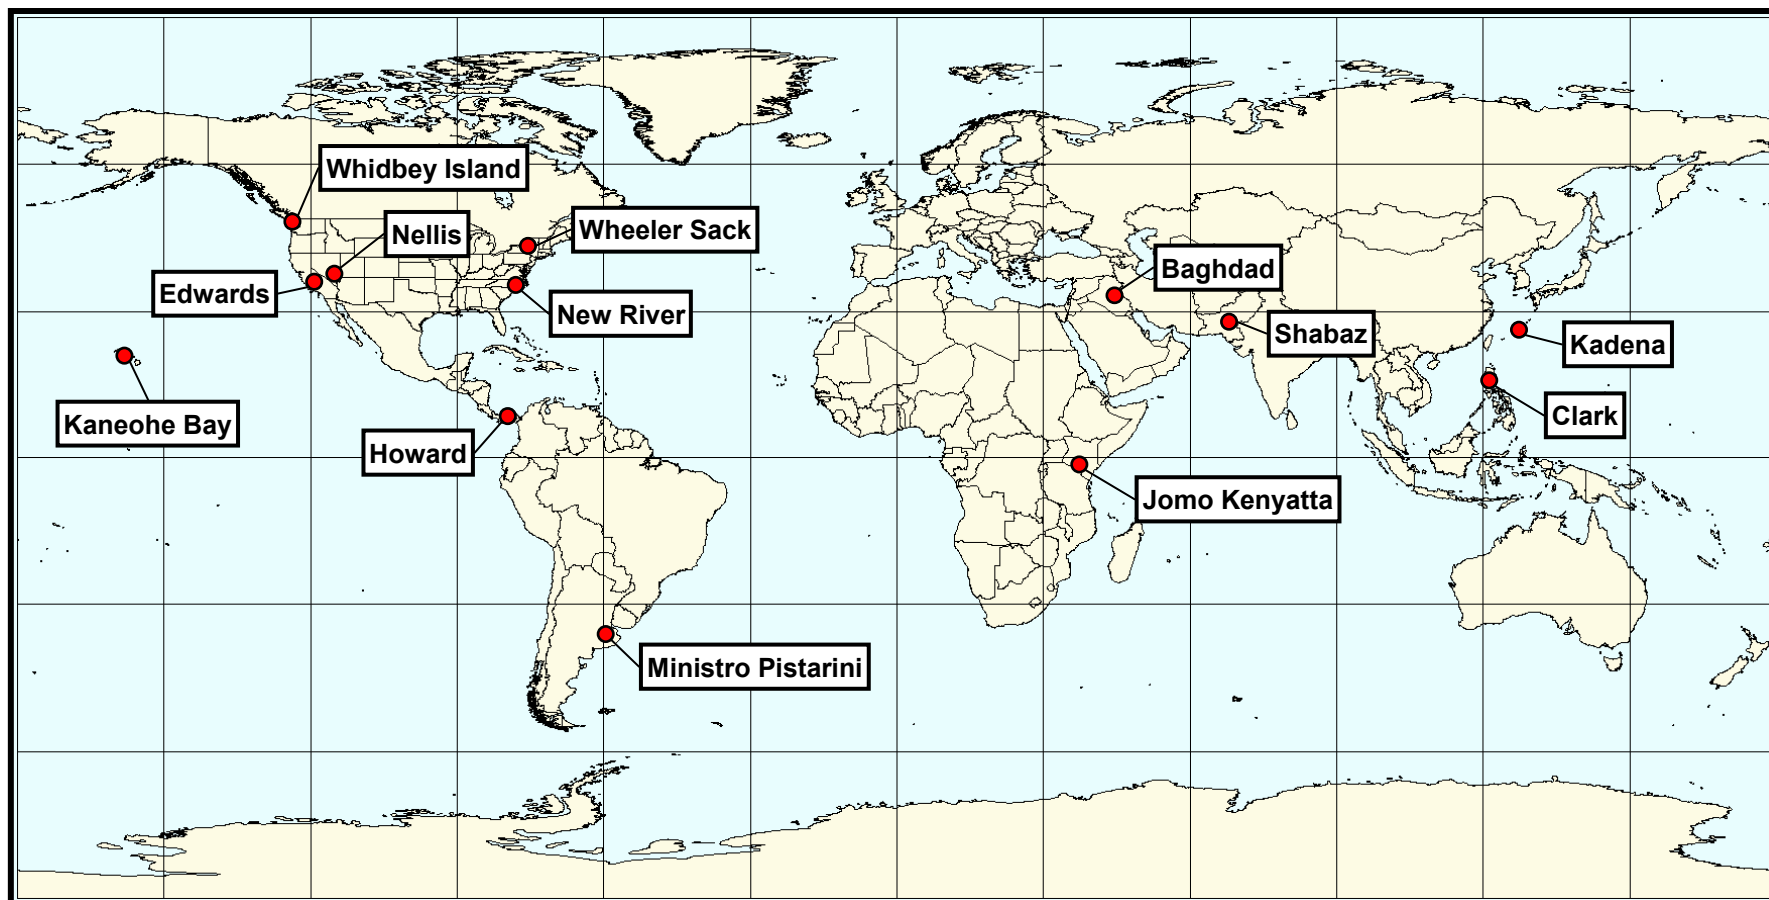 Whidbey Island
Nellis
Wheeler Sack
Edwards
New River
Baghdad
Shabaz
Kadena
Kaneohe Bay
Howard
Clark
Jomo Kenyatta
Ministro Pistarini